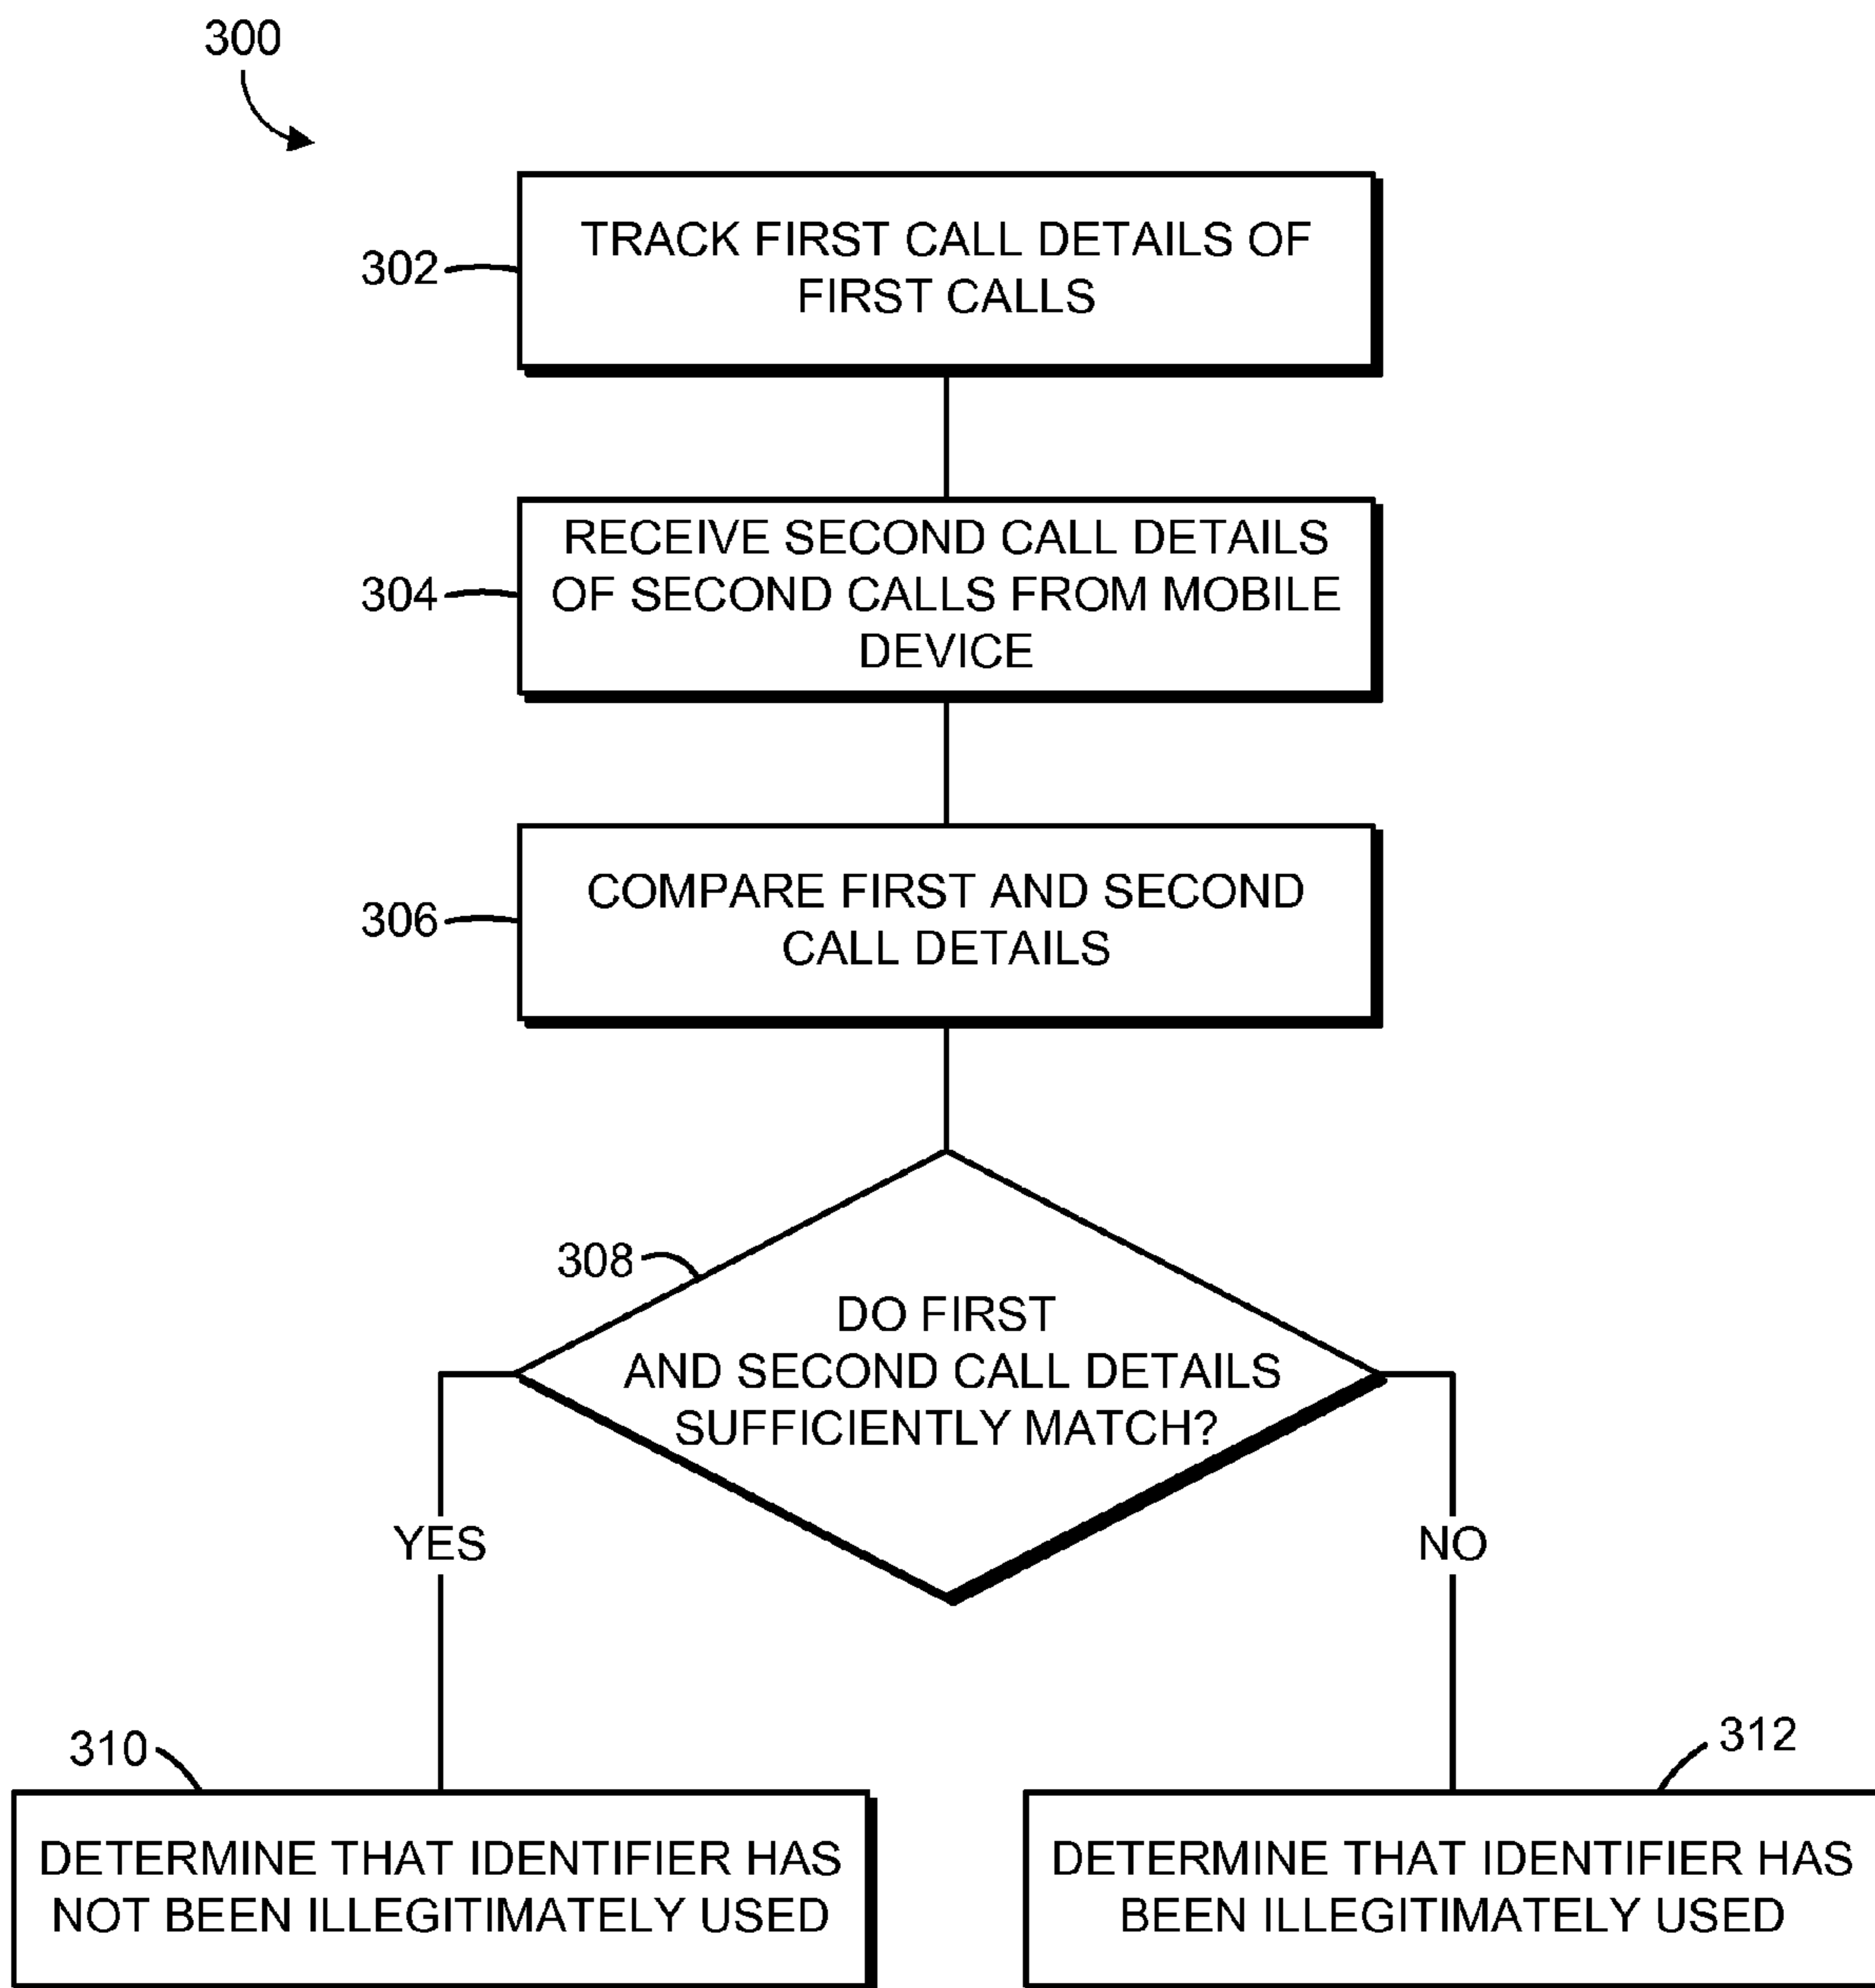 300
302
TRACK FIRST CALL DETAILS OF
FIRST CALLS
304
RECEIVE SECOND CALL DETAILS
OF SECOND CALLS FROM MOBILE
DEVICE
306
COMPARE FIRST AND SECOND
CALL DETAILS
308
DO FIRST
AND SECOND CALL DETAILS
SUFFICIENTLY MATCH?
YES
NO
310
312
DETERMINE THAT IDENTIFIER HAS
NOT BEEN ILLEGITIMATELY USED
DETERMINE THAT IDENTIFIER HAS
BEEN ILLEGITIMATELY USED